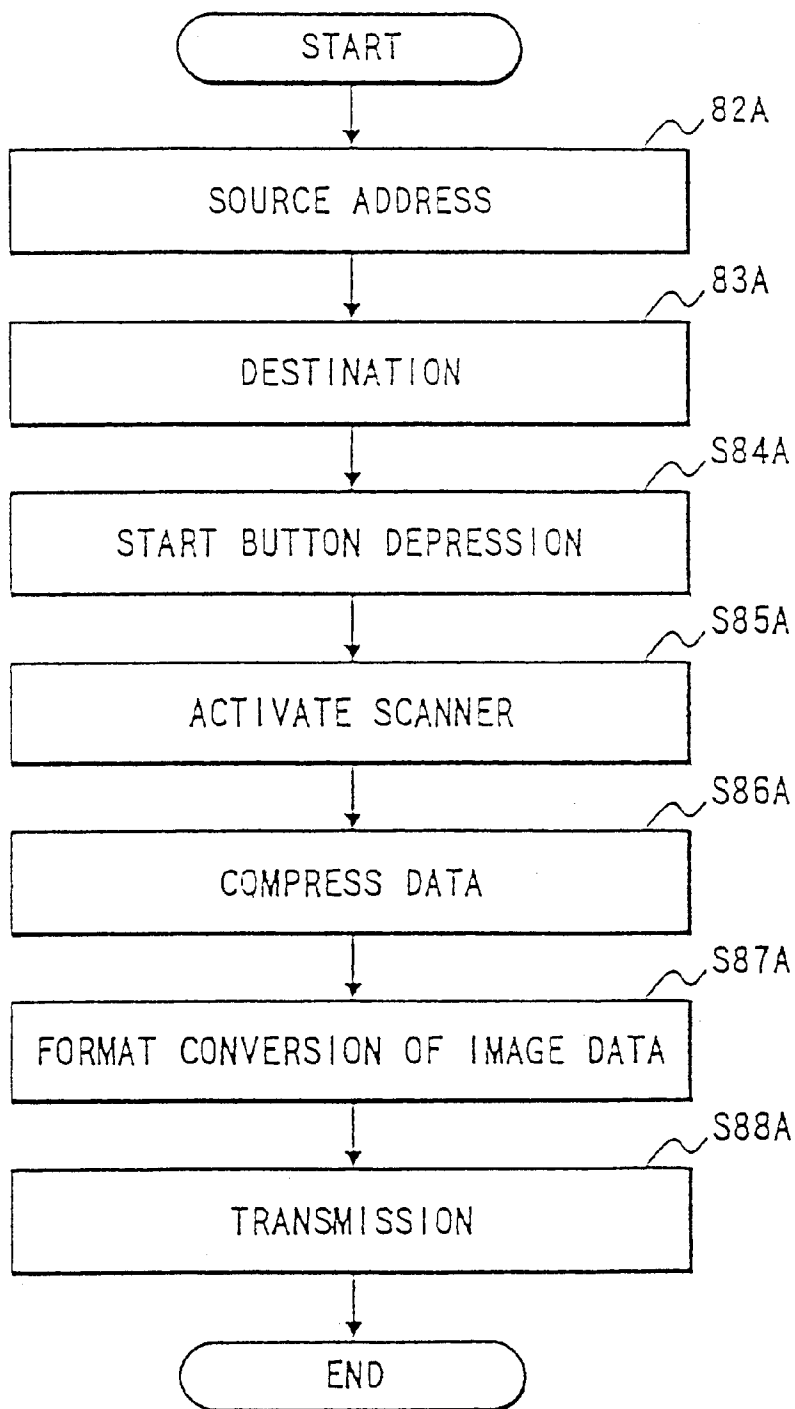 START
82A
SOURCE ADDRESS
83A
DESTINATION
S84A
START BUTTON DEPRESSION
S85A
ACTIVATE SCANNER
S86A
COMPRESS DATA
S87A
FORMAT CONVERSION OF IMAGE DATA
S88A
TRANSMISSION
END